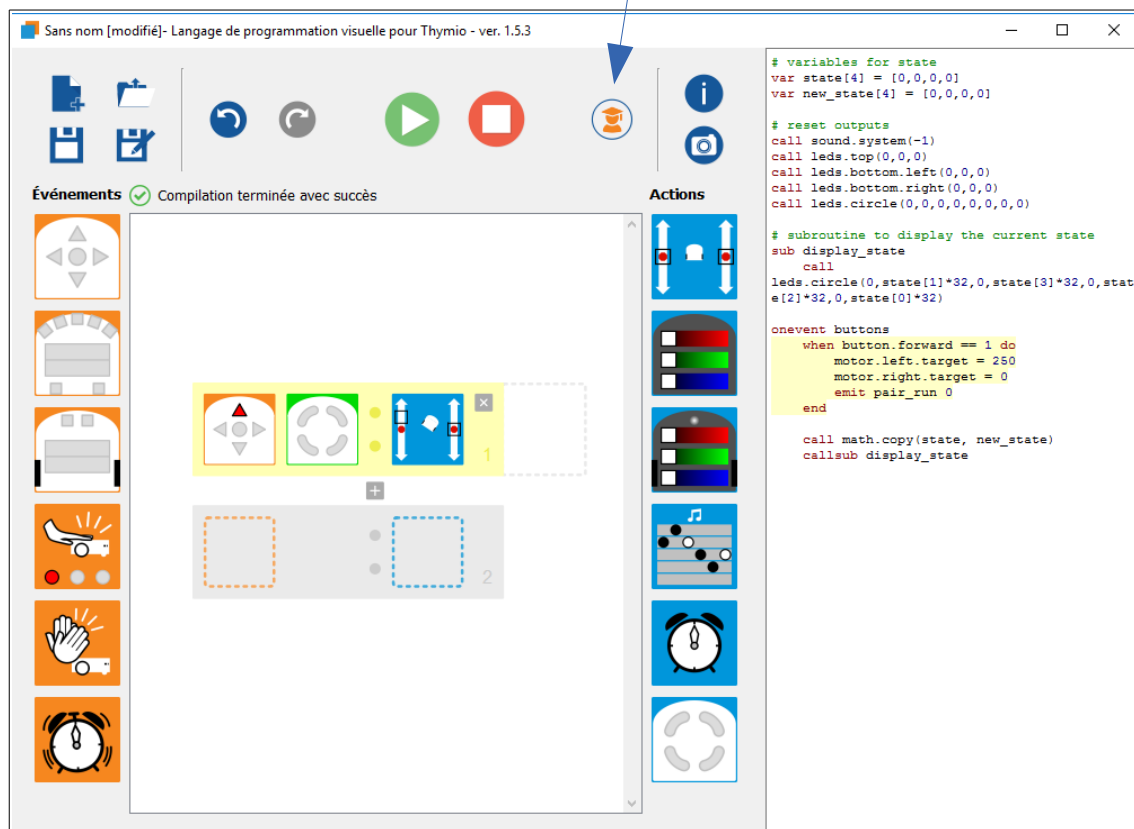 Sans nom [modifié]- Langage de programmation visuelle pour Thymio - ver. 1.5.3
Événements
Compilation terminée avec succès
Actions
1
2
# variables for state
var state[4] = [0,0,0,0]
var new_state[4] = [0,0,0,0]
# reset outputs
call sound.system(-1)
call leds.top(0,0,0)
call leds.bottom.left(0,0,0)
call leds.bottom.right(0,0,0)
call leds.circle(0,0,0,0,0,0,0,0)
# subroutine to display the current state
sub display_state
    call
leds.circle(0,state[1]*32,0,state[3]*32,0,stat
e[2]*32,0,state[0]*32)
onevent buttons
    when button.forward == 1 do
        motor.left.target = 250
        motor.right.target = 0
        emit pair_run 0
    end
    call math.copy(state, new_state)
    callsub display_state